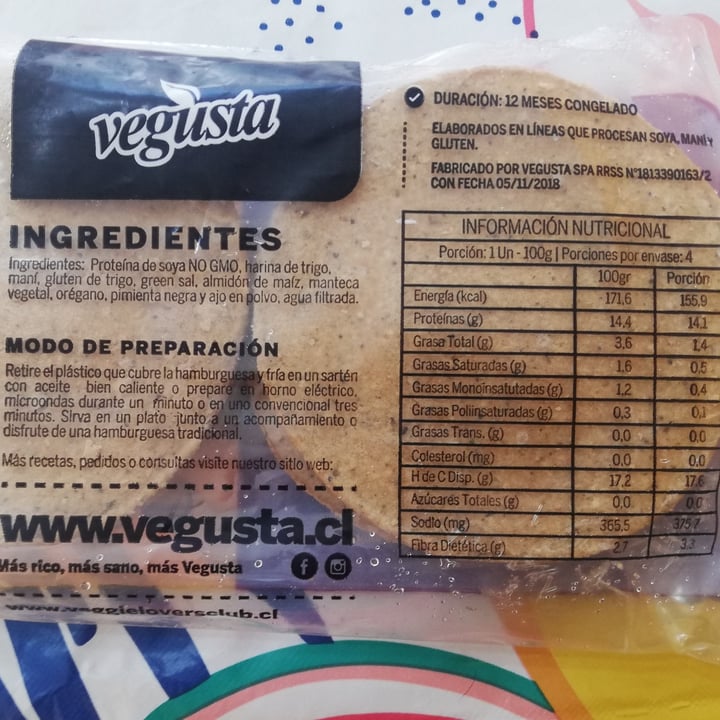 vegusta
INGREDIENTES
Ingredientes: Proteína de soya NO GMO, harina de trigo,
maní, gluten de trigo, green sal, almidón de maíz, manteca
vegetal, orégano, pimienta negra y ajo en polvo, agua filtrada.
MODO DE PREPARACIÓN
Retire el plástico que cubre la hamburguesa y fría en un sartén
con aceite bien caliente o prepare en horno eléctrico,
microondas durante un minuto o en uno convencional tres
minutos. Sirva en un plato junto a un acompañamiento o
disfrute de una hamburguesa tradicional.
Más recetas, pedidos o consultas visite nuestro sitio web:
www.vegusta.cl
Más rico, más sano, más Vegusta
www.veggieloversclub.cl
DURACIÓN: 12 MESES CONGELADO
ELABORADOS EN LÍNEAS QUE PROCESAN SOYA, MANÍ Y
GLUTEN.
FABRICADO POR VEGUSTA SPA RRSS N°1813390163/2
CON FECHA 05/11/2018
INFORMACIÓN NUTRICIONAL
Porción: 1 Un - 100g | Porciones por envase: 4
100gr Porción
Energía (kcal) 171,6 155,9
Proteínas (g) 14,4 14,1
Grasa Total (g) 3,6 1,4
Grasas Saturadas (g) 1,6 0,5
Grasas Monoinsatutadas (g) 1,2 0,4
Grasas Poliinsaturadas (g) 0,3 0,1
Grasas Trans. (g) 0,0 0,0
Colesterol (mg) 0,0 0,0
H de C Disp. (g) 17,2 17,6
Azúcares Totales (g) 0,0 0,0
Sodio (mg) 365,5 375,7
Fibra Dietética (g) 2,7 3,3